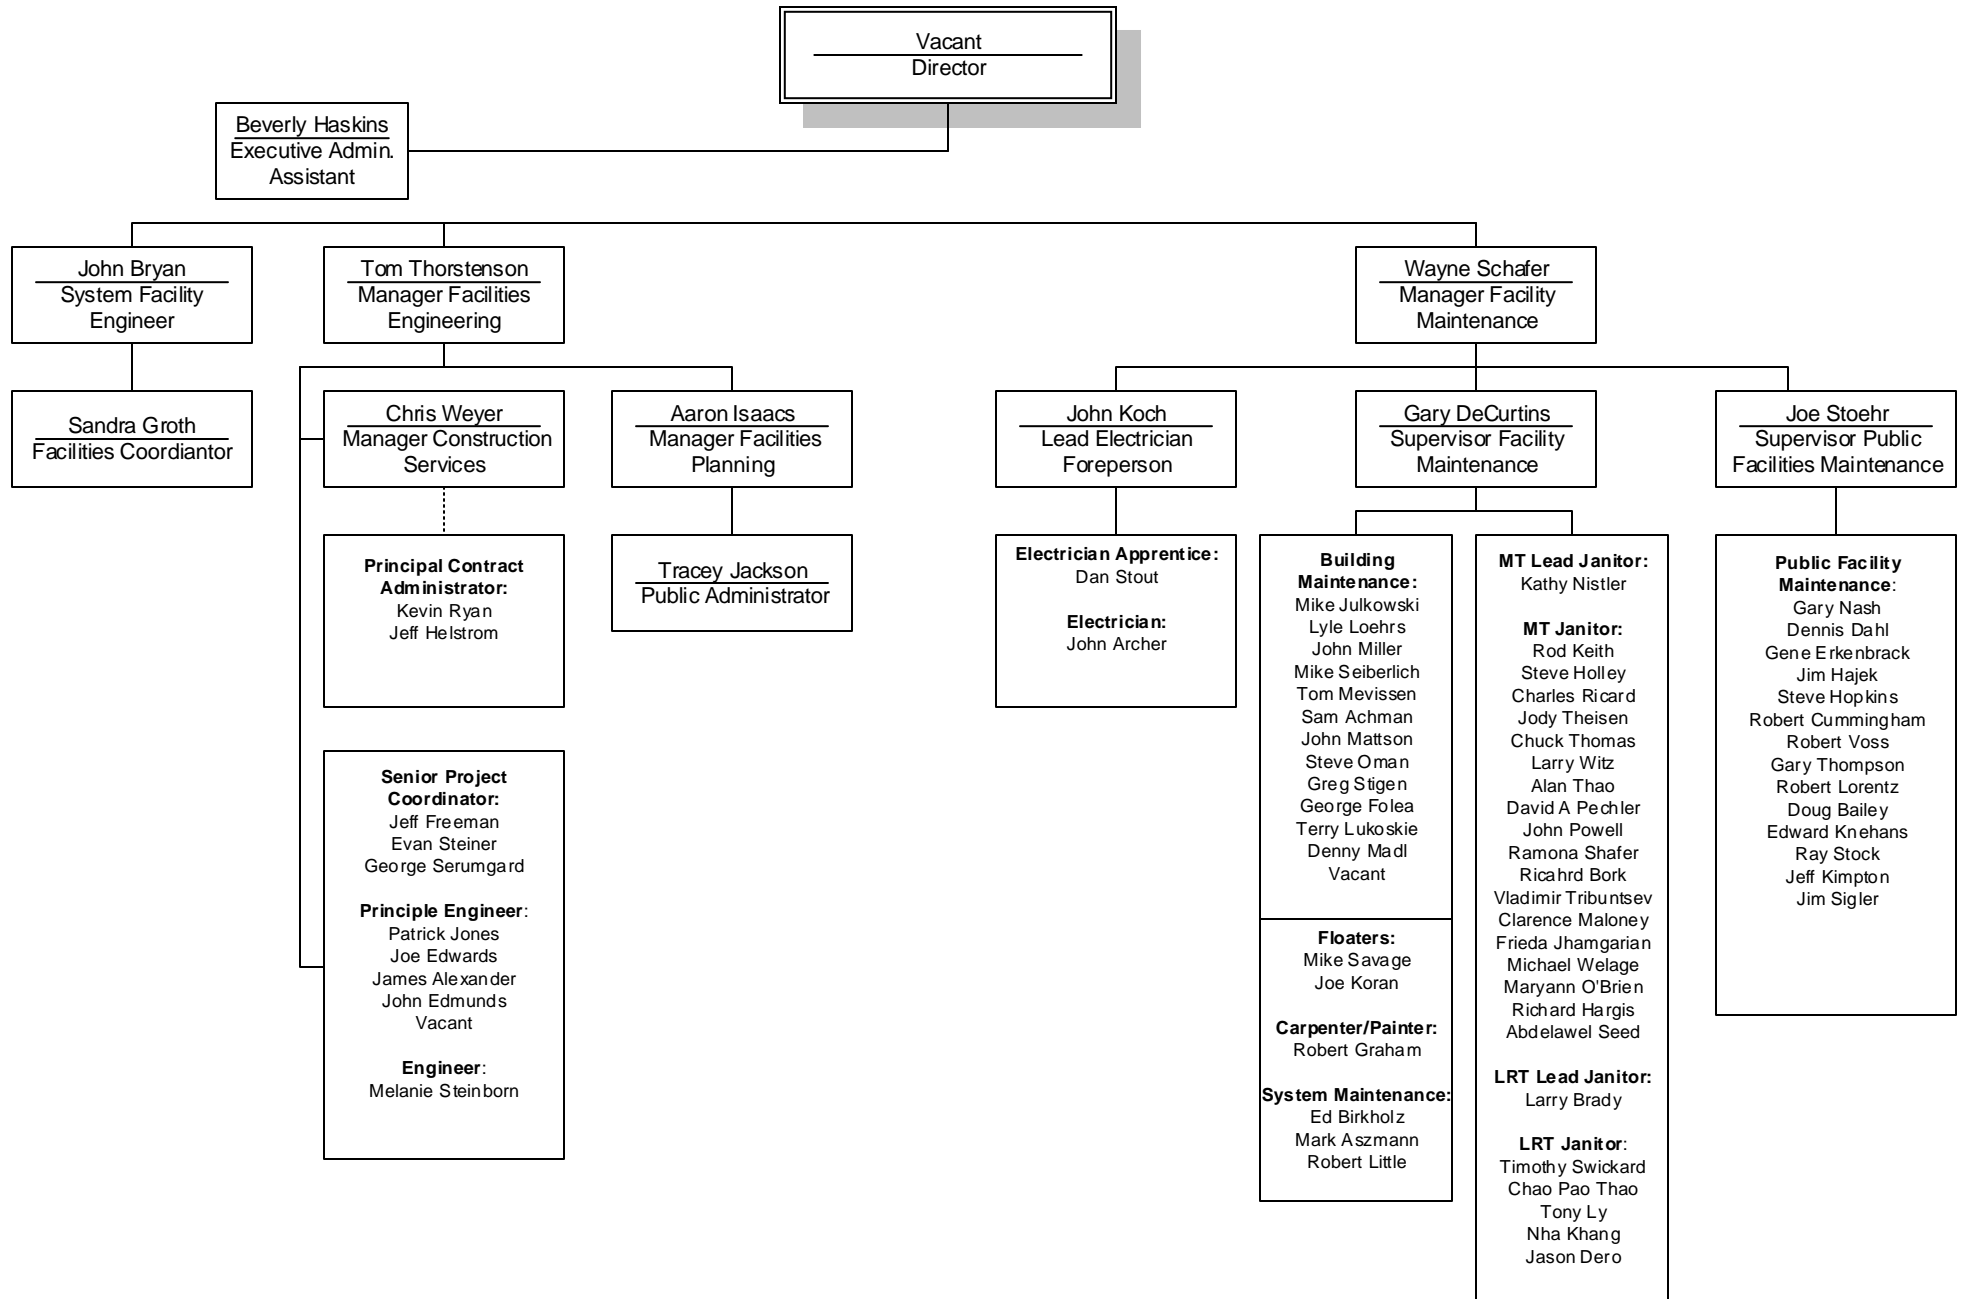 Vacant
Director
Beverly Haskins
Executive Admin.
Assistant
John Bryan
System Facility
Engineer
Tom Thorstenson
Manager Facilities
Engineering
Wayne Schafer
Manager Facility
Maintenance
Sandra Groth
Facilities Coordiantor
Chris Weyer
Manager Construction
Services
Aaron Isaacs
Manager Facilities
Planning
John Koch
Lead Electrician
Foreperson
Gary DeCurtins
Supervisor Facility
Maintenance
Joe Stoehr
Supervisor Public
Facilities Maintenance
Principal Contract
Administrator:
Kevin Ryan
Jeff Helstrom
Tracey Jackson
Public Administrator
Electrician Apprentice:
Dan Stout
Electrician:
John Archer
Senior Project
Coordinator:
Jeff Freeman
Evan Steiner
George Serumgard
Principle Engineer:
Patrick Jones
Joe Edwards
James Alexander
John Edmunds
Vacant
Engineer:
Melanie Steinborn
Building
Maintenance:
Mike Julkowski
Lyle Loehrs
John Miller
Mike Seiberlich
Tom Mevissen
Sam Achman
John Mattson
Steve Oman
Greg Stigen
George Folea
Terry Lukoskie
Denny Madl
Vacant
Floaters:
Mike Savage
Joe Koran
Carpenter/Painter:
Robert Graham
System Maintenance:
Ed Birkholz
Mark Aszmann
Robert Little
MT Lead Janitor:
Kathy Nistler
MT Janitor:
Rod Keith
Steve Holley
Charles Ricard
Jody Theisen
Chuck Thomas
Larry Witz
Alan Thao
David A Pechler
John Powell
Ramona Shafer
Ricahrd Bork
Vladimir Tribuntsev
Clarence Maloney
Frieda Jhamgarian
Michael Welage
Maryann O'Brien
Richard Hargis
Abdelawel Seed
LRT Lead Janitor:
Larry Brady
LRT Janitor:
Timothy Swickard
Chao Pao Thao
Tony Ly
Nha Khang
Jason Dero
Public Facility
Maintenance:
Gary Nash
Dennis Dahl
Gene Erkenbrack
Jim Hajek
Steve Hopkins
Robert Cummingham
Robert Voss
Gary Thompson
Robert Lorentz
Doug Bailey
Edward Knehans
Ray Stock
Jeff Kimpton
Jim Sigler